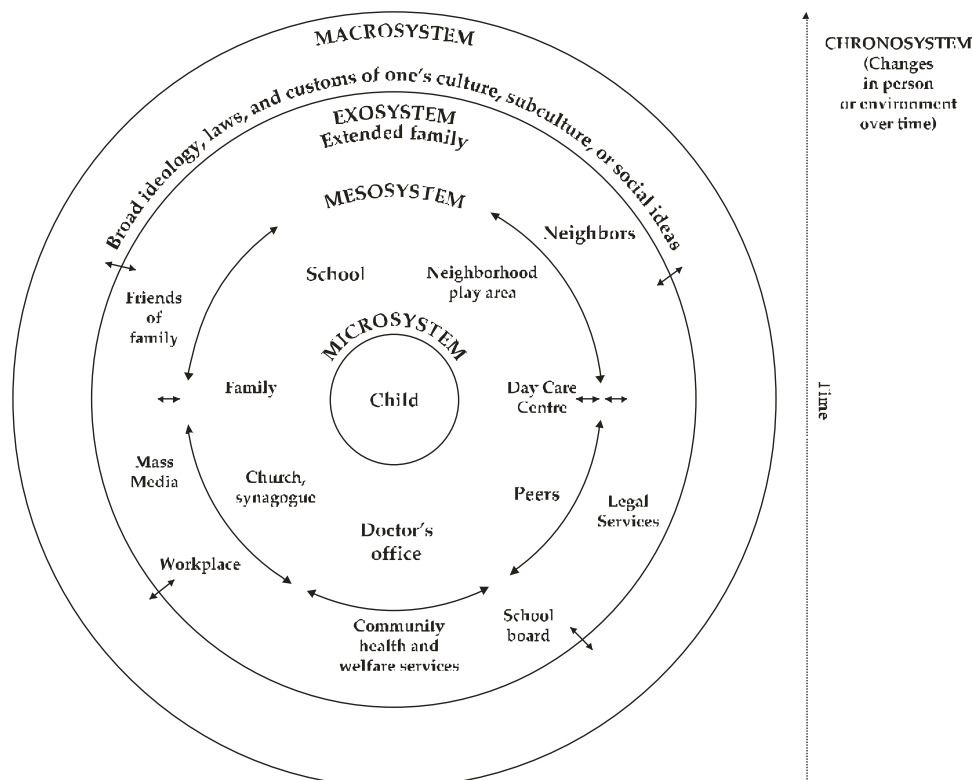 MACROSYSTEM
Broad ideology, laws, and customs of one's culture, subculture, or social ideas
EXOSYSTEM
Extended family
MESOSYSTEM
Neighbors
School
Neighborhood
play area
Friends
of
family
MICROSYSTEM
Family
Child
Day Care
Centre
Mass
Media
Church,
synagogue
Peers
Legal
Services
Doctor's
office
Workplace
Community
health and
welfare services
School
board
CHRONOSYSTEM
(Changes
in person
or environment
over time)
Time